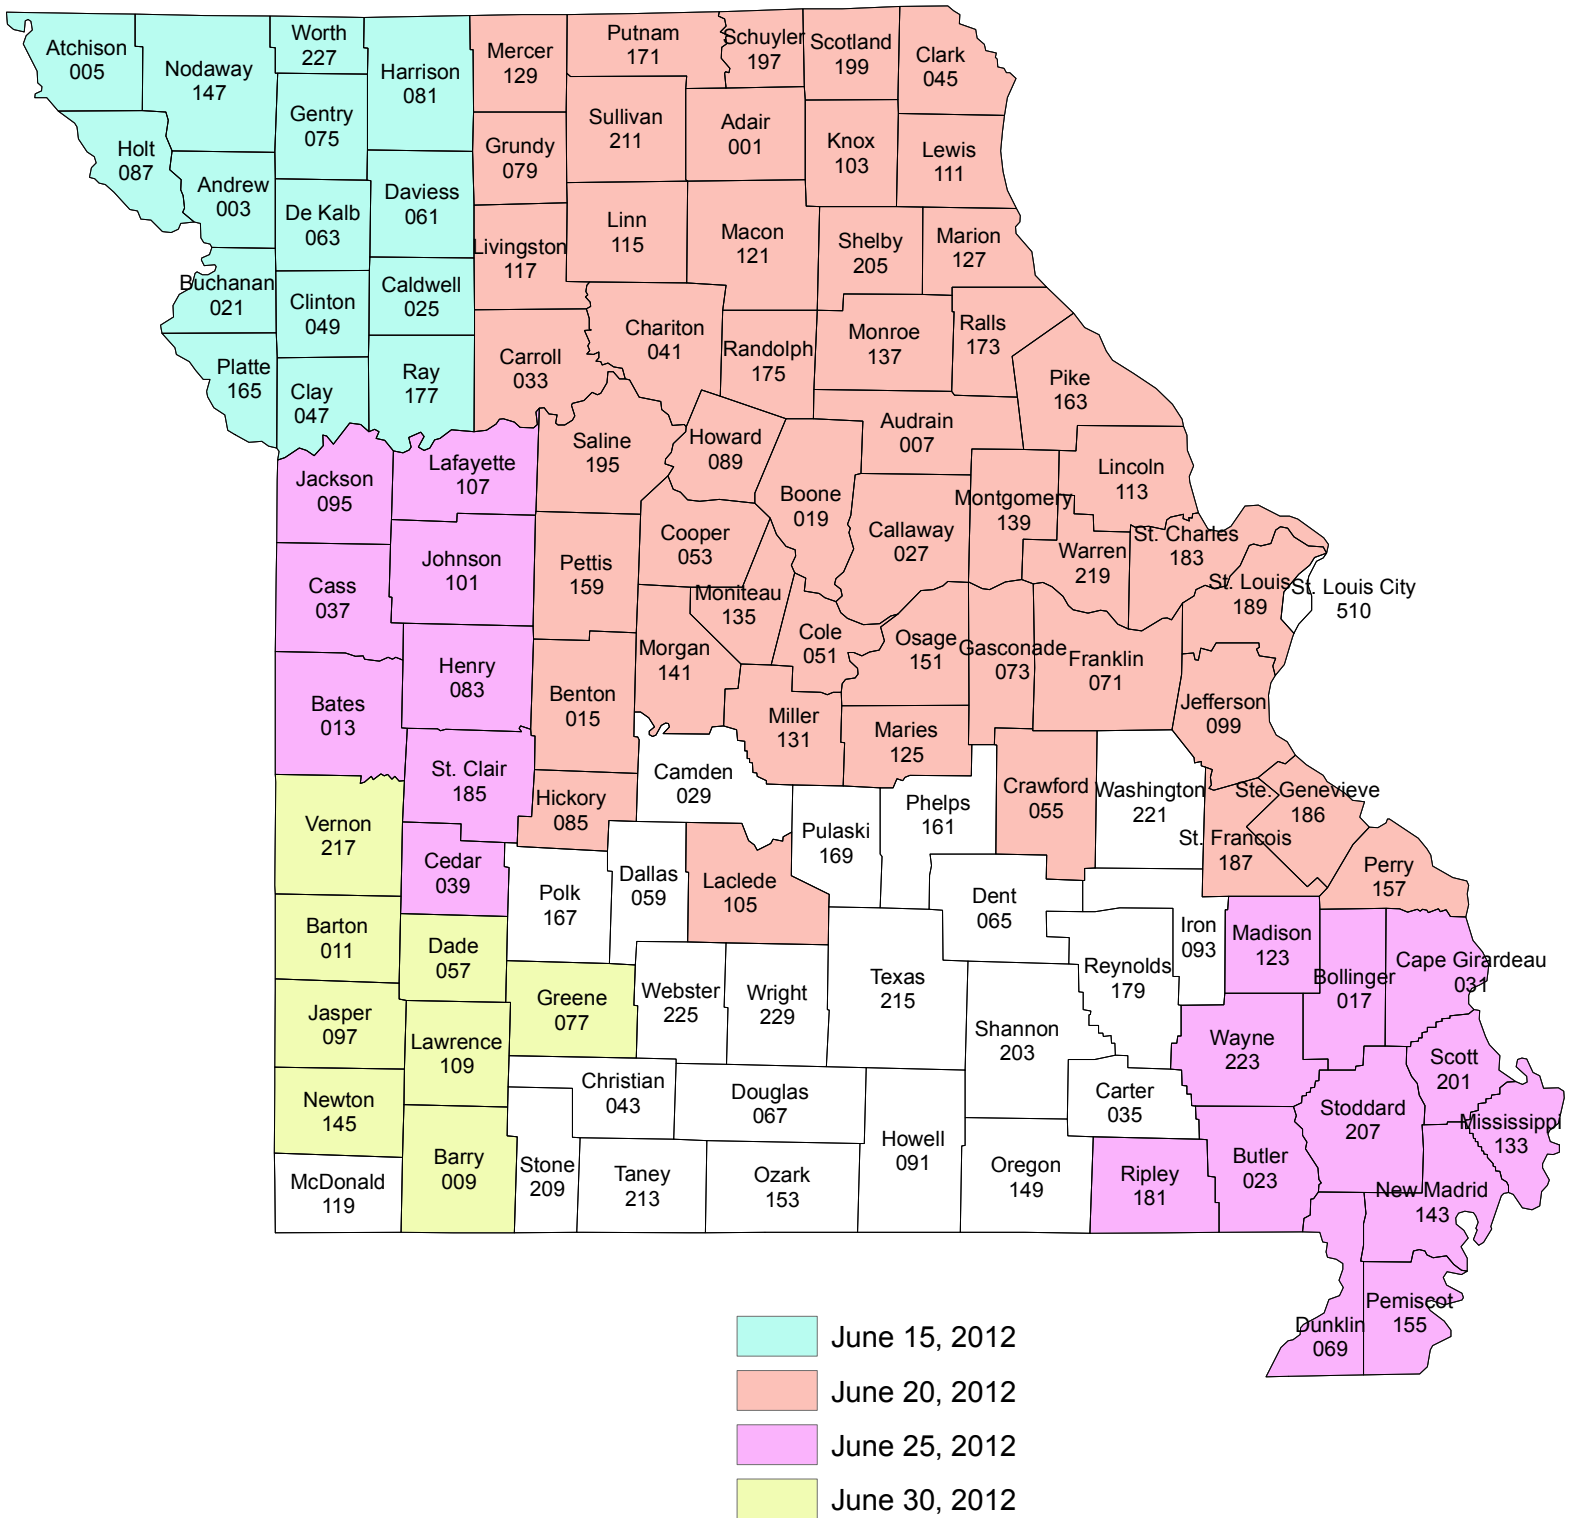 Atchison
005
Nodaway
147
Worth
227
Harrison
081
Mercer
129
Putnam
171
Schuyler
197
Scotland
199
Clark
045
Holt
087
Gentry
075
Andrew
003
De Kalb
063
Daviess
061
Grundy
079
Sullivan
211
Adair
001
Knox
103
Lewis
111
Buchanan
021
Clinton
049
Caldwell
025
Livingston
117
Linn
115
Macon
121
Shelby
205
Marion
127
Platte
165
Clay
047
Ray
177
Carroll
033
Chariton
041
Randolph
175
Monroe
137
Ralls
173
Pike
163
Jackson
095
Lafayette
107
Saline
195
Howard
089
Boone
019
Audrain
007
Callaway
027
Montgomery
139
Lincoln
113
Warren
219
St. Charles
183
St. Louis
189
St. Louis City
510
Cass
037
Johnson
101
Pettis
159
Cooper
053
Moniteau
135
Cole
051
Osage
151
Gasconade
073
Franklin
071
Jefferson
099
Bates
013
Henry
083
Benton
015
Morgan
141
Miller
131
Maries
125
St. Clair
185
Hickory
085
Camden
029
Pulaski
169
Phelps
161
Crawford
055
Washington
221
Ste. Genevieve
186
St. Francois
187
Perry
157
Vernon
217
Cedar
039
Polk
167
Dallas
059
Laclede
105
Dent
065
Iron
093
Reynolds
179
Madison
123
Bollinger
017
Cape Girardeau
031
Barton
011
Dade
057
Greene
077
Webster
225
Wright
229
Texas
215
Shannon
203
Wayne
223
Scott
201
Jasper
097
Lawrence
109
Christian
043
Douglas
067
Carter
035
Stoddard
207
Mississippi
133
Newton
145
McDonald
119
Barry
009
Stone
209
Taney
213
Ozark
153
Howell
091
Oregon
149
Ripley
181
Butler
023
New Madrid
143
Dunklin
069
Pemiscot
155
June 15, 2012
June 20, 2012
June 25, 2012
June 30, 2012